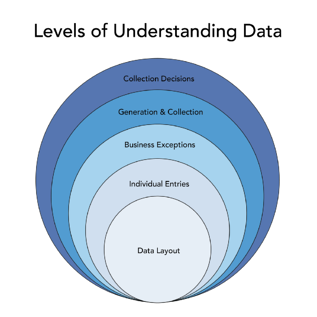 Levels of Understanding Data
Collection Decisions
Generation & Collection
Business Exceptions
Individual Entries
Data Layout